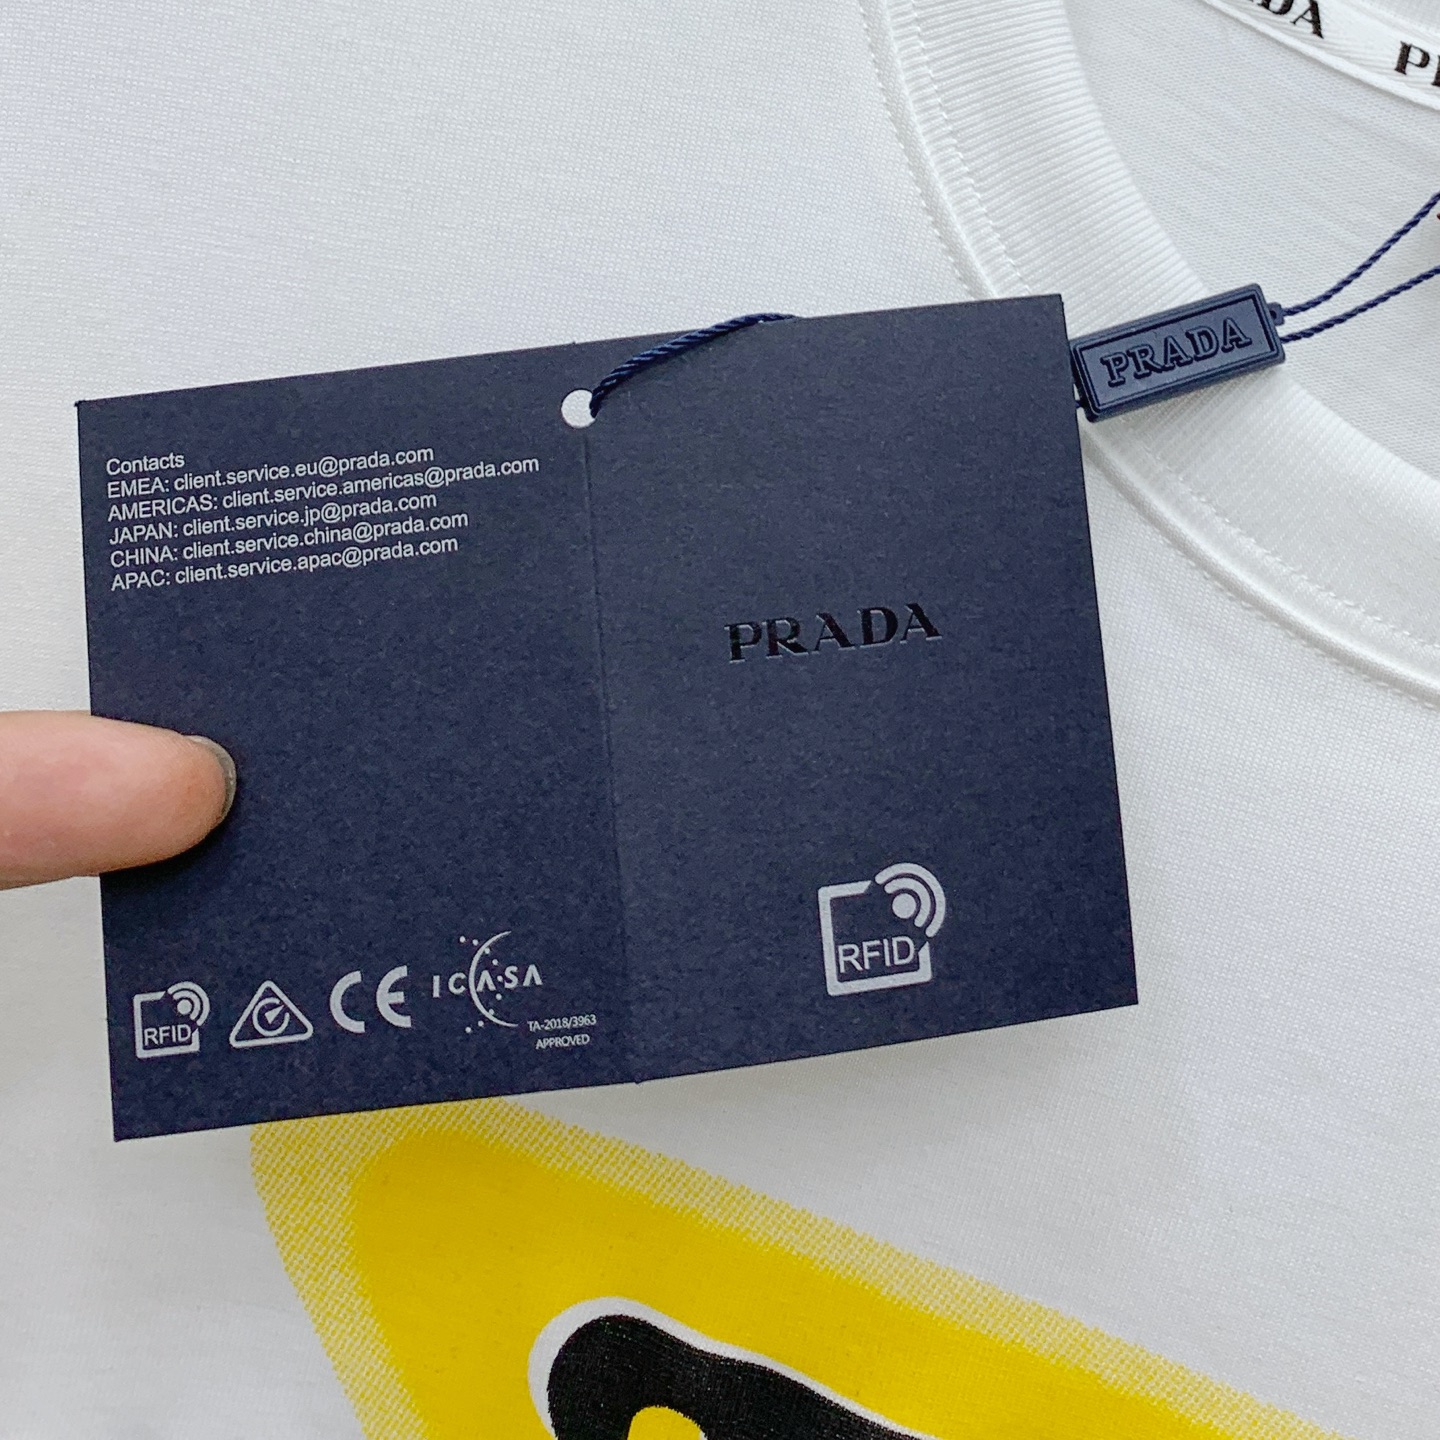 DA
PRADA
Contacts
EMEA: client.service.eu@prada.com
AMERICAS: client.service.americas@prada.com
JAPAN: client.service.jp@prada.com
CHINA: client.service.china@prada.com
APAC: client.service.apac@prada.com
PRADA
RFID
RFID
CE
ICASA
TA-2018/3963
APPROVED